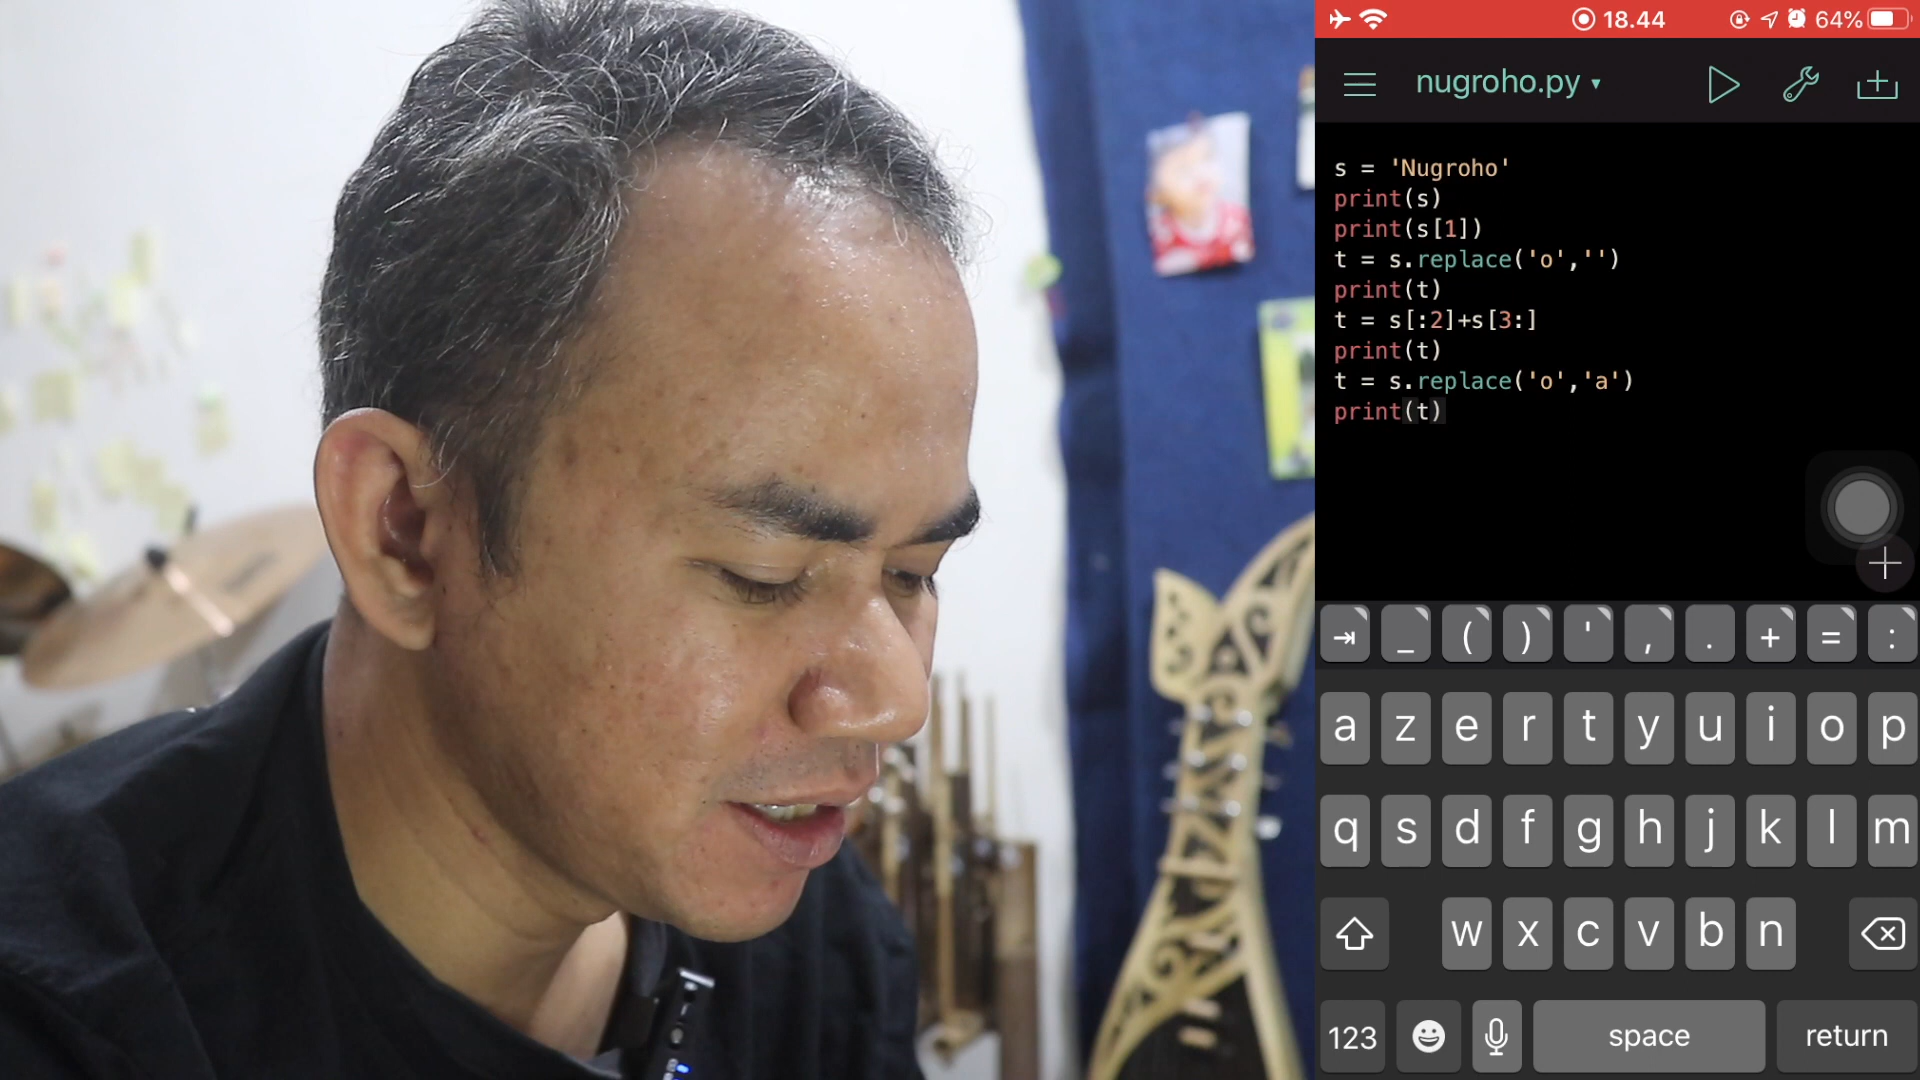 18.44
64%
nugroho.py
s = 'Nugroho'
print(s)
print(s[1])
t = s.replace('o','')
print(t)
t = s[:2]+s[3:]
print(t)
t = s.replace('o','a')
print(t)
_ ( ) ' , . + = :
a z e r t y u i o p
q s d f g h j k l m
w x c v b n
123 space return